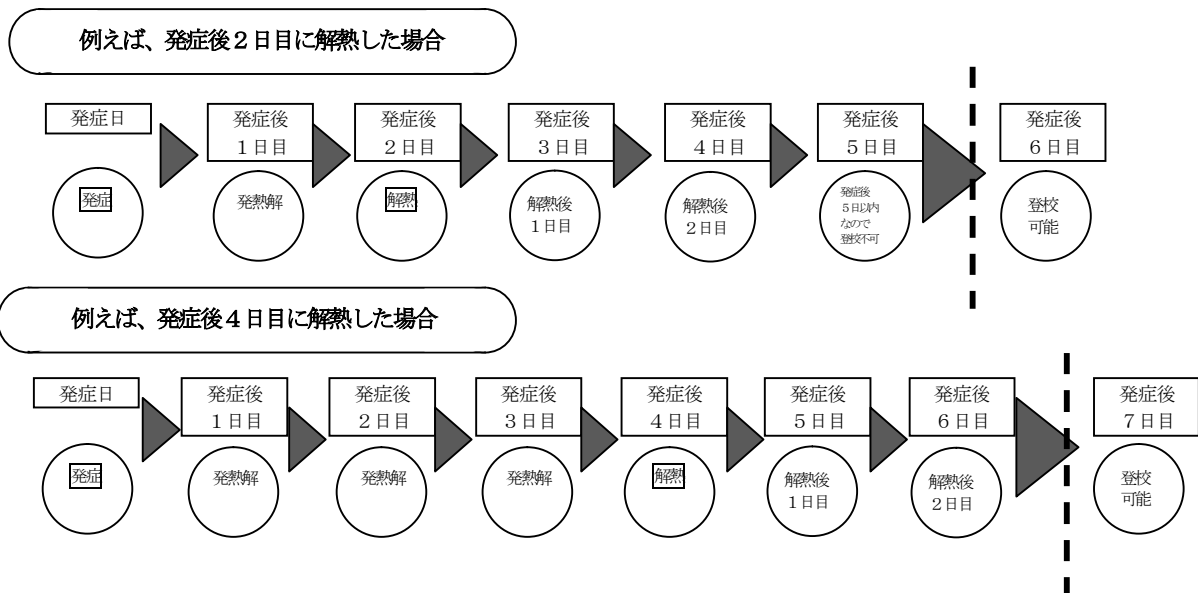 例えば、発症後２日目に解熱した場合
発症日
発症後
１日目
発症後
２日目
発症後
３日目
発症後
４日目
発症後
５日目
発症後
６日目
発症
発熱解
解熱
解熱後
１日目
解熱後
２日目
発症後
５日以内
なので
登校不可
登校
可能
例えば、発症後４日目に解熱した場合
発症日
発症後
１日目
発症後
２日目
発症後
３日目
発症後
４日目
発症後
５日目
発症後
６日目
発症後
７日目
発症
発熱解
発熱解
発熱解
解熱
解熱後
１日目
解熱後
２日目
登校
可能